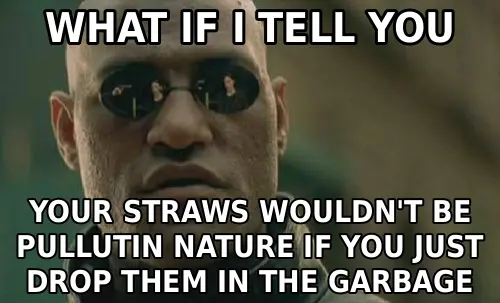 WHAT IF I TELL YOU
YOUR STRAWS WOULDN'T BE
PULLUTIN NATURE IF YOU JUST
DROP THEM IN THE GARBAGE